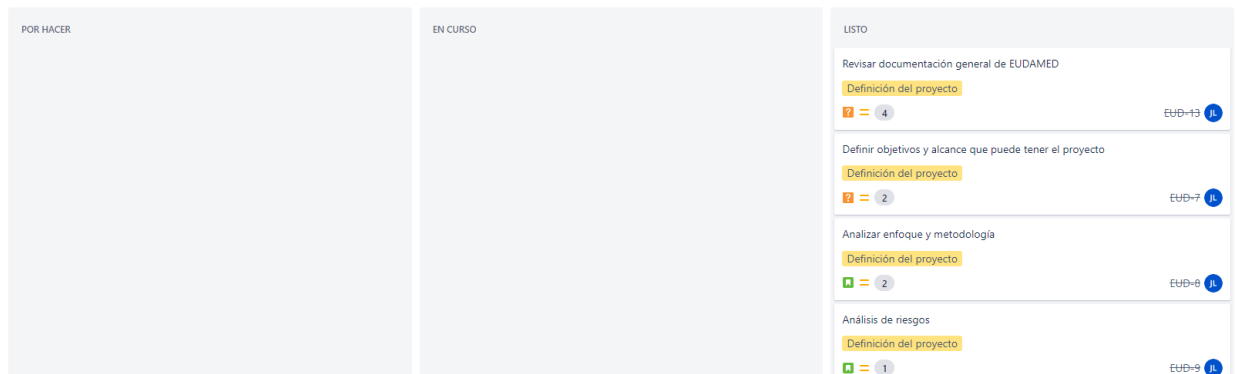 POR HACER
EN CURSO
LISTO
Revisar documentación general de EUDAMED
Definición del proyecto
? 4 EUD-13 JL
Definir objetivos y alcance que puede tener el proyecto
Definición del proyecto
? 2 EUD-7 JL
Analizar enfoque y metodología
Definición del proyecto
2 EUD-8 JL
Análisis de riesgos
Definición del proyecto
1 EUD-9 JL